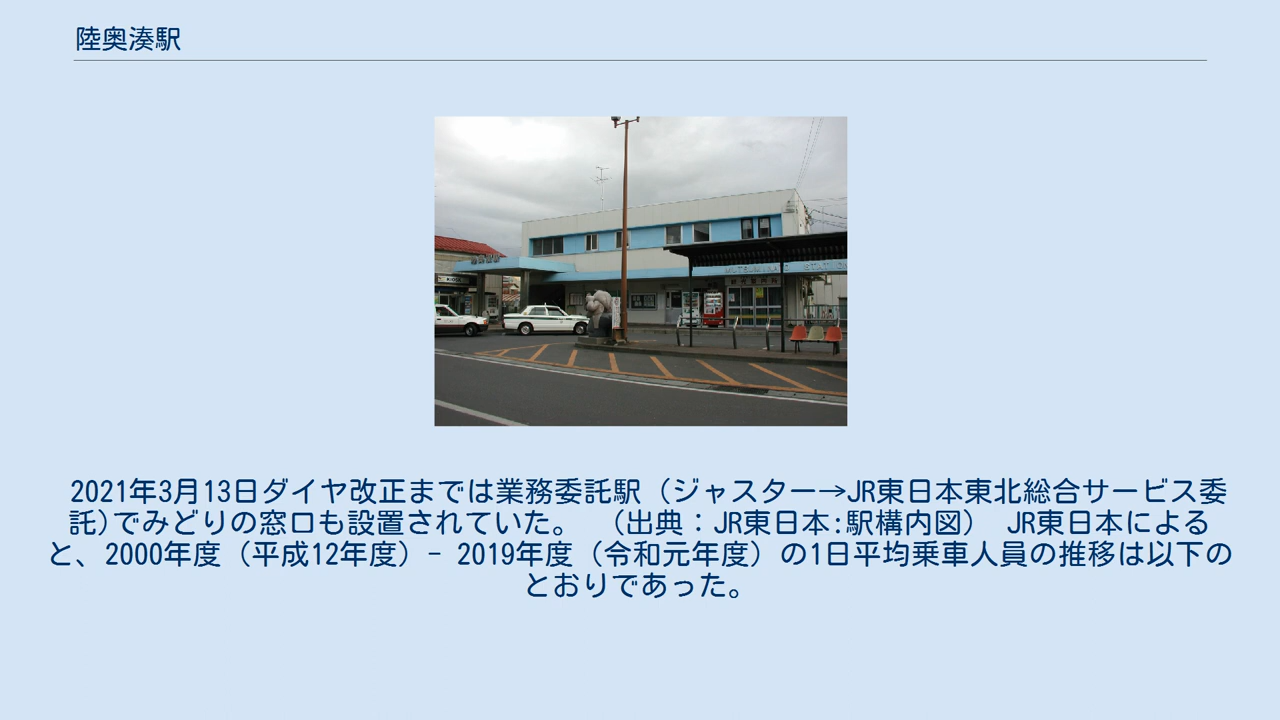 陸奥湊駅
2021年3月13日ダイヤ改正までは業務委託駅（ジャスター→JR東日本東北総合サービス委
託)でみどりの窓口も設置されていた。 （出典：JR東日本:駅構内図） JR東日本による
と、2000年度（平成12年度）- 2019年度（令和元年度）の1日平均乗車人員の推移は以下の
とおりであった。